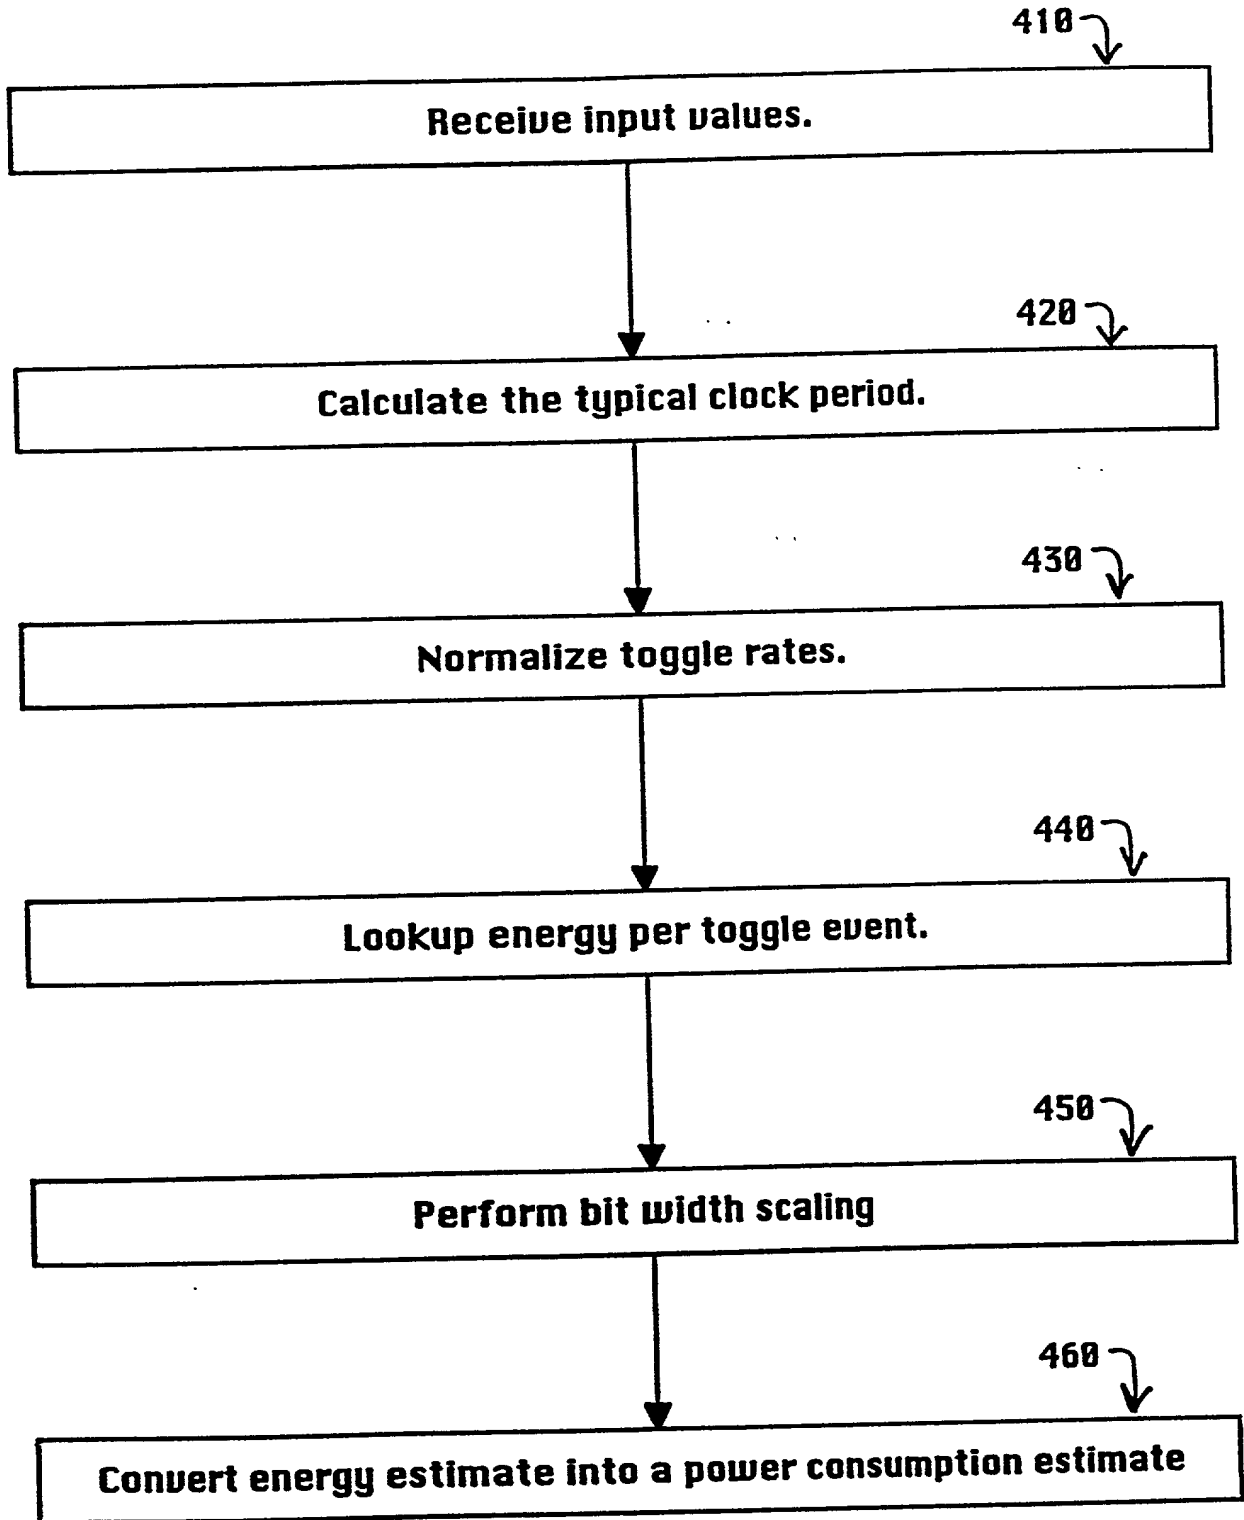 410
Receive input values.
420
Calculate the typical clock period.
430
Normalize toggle rates.
440
Lookup energy per toggle event.
450
Perform bit width scaling
460
Convert energy estimate into a power consumption estimate